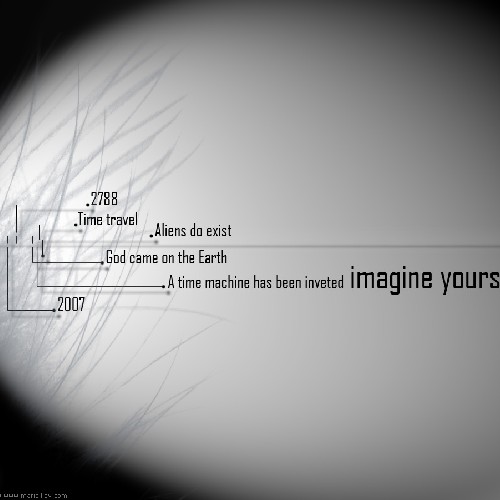 2788
Time travel
Aliens do exist
God came on the Earth
A time machine has been inveted imagine yours
2007